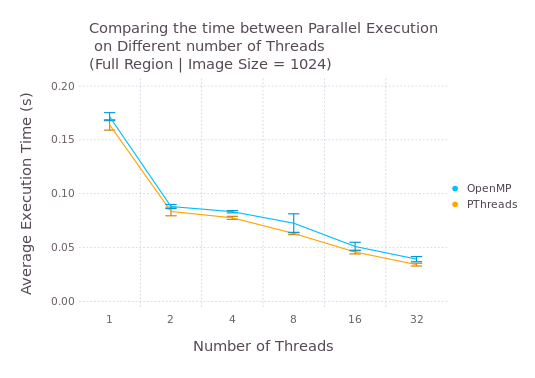 Comparing the time between Parallel Execution
on Different number of Threads
(Full Region | Image Size = 1024)
Average Execution Time (s)
0.20
0.15
0.10
0.05
0.00
1 2 4 8 16 32
Number of Threads
OpenMP
PThreads